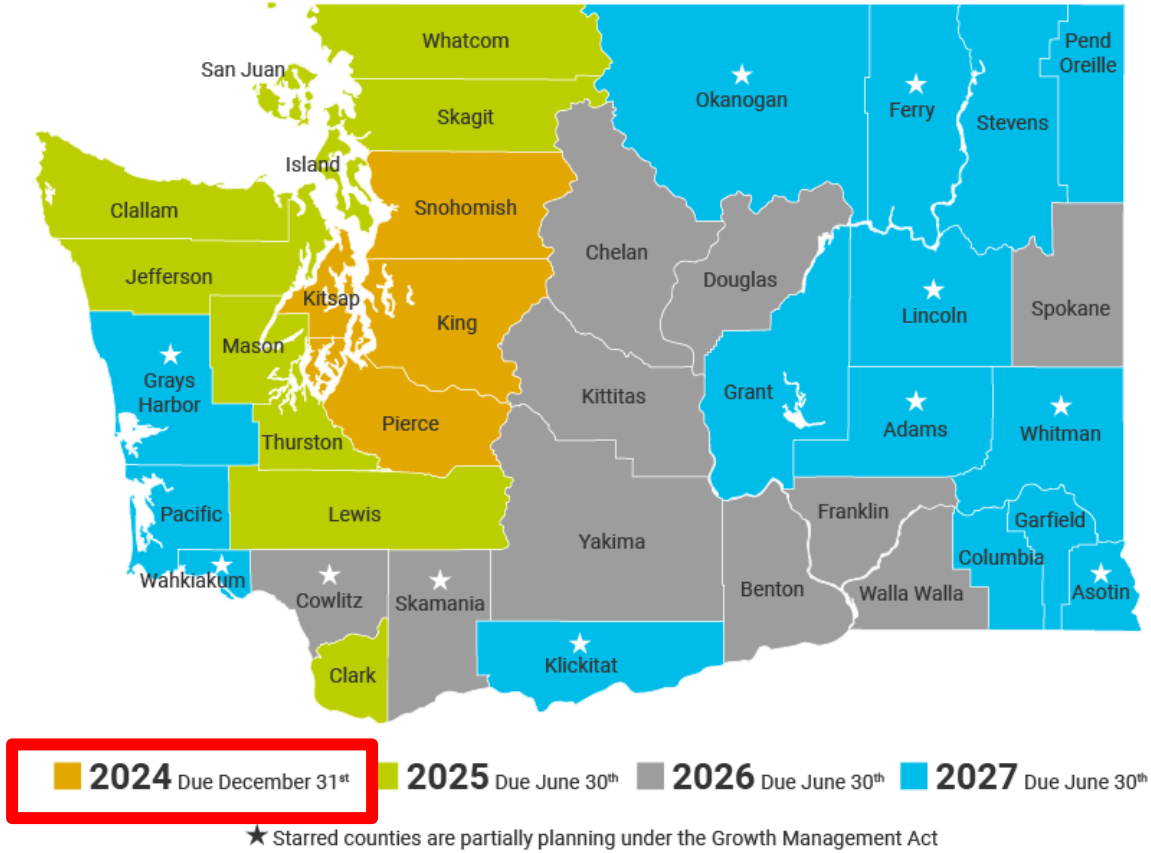 Whatcom
Pend
Oreille
San Juan
Okanogan
Ferry
Skagit
Stevens
Island
Snohomish
Clallam
Chelan
Jefferson
Douglas
Kitsap
Lincoln
Spokane
King
Mason
Grays
Harbor
Kittitas
Grant
Pierce
Adams
Whitman
Thurston
Pacific
Lewis
Franklin
Garfield
Yakima
Columbia
Wahkiakum
Cowlitz
Skamania
Benton
Walla Walla
Asotin
Klickitat
Clark
2024 Due December 31st
2025 Due June 30th
2026 Due June 30th
2027 Due June 30th
★ Starred counties are partially planning under the Growth Management Act